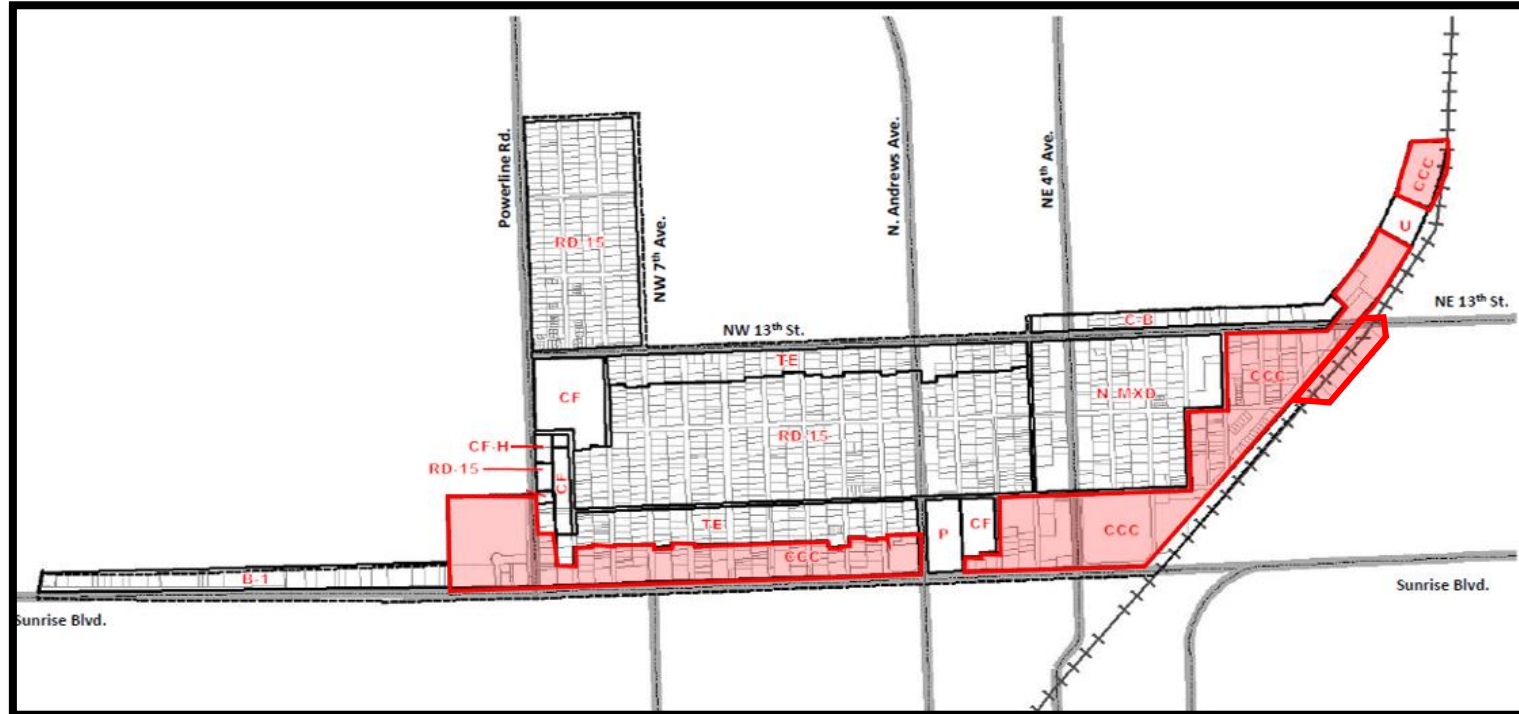 Powerline Rd.
NW 7th Ave.
N. Andrews Ave.
NE 4th Ave.
CCC
U
RD-15
NE 13th St.
C-B
NW 13th St.
TE
CF
CCC
N-MXD
RD-15
CF-H
RD-15
CF
TE
P
CF
CCC
CCC
B-1
Sunrise Blvd.
Sunrise Blvd.